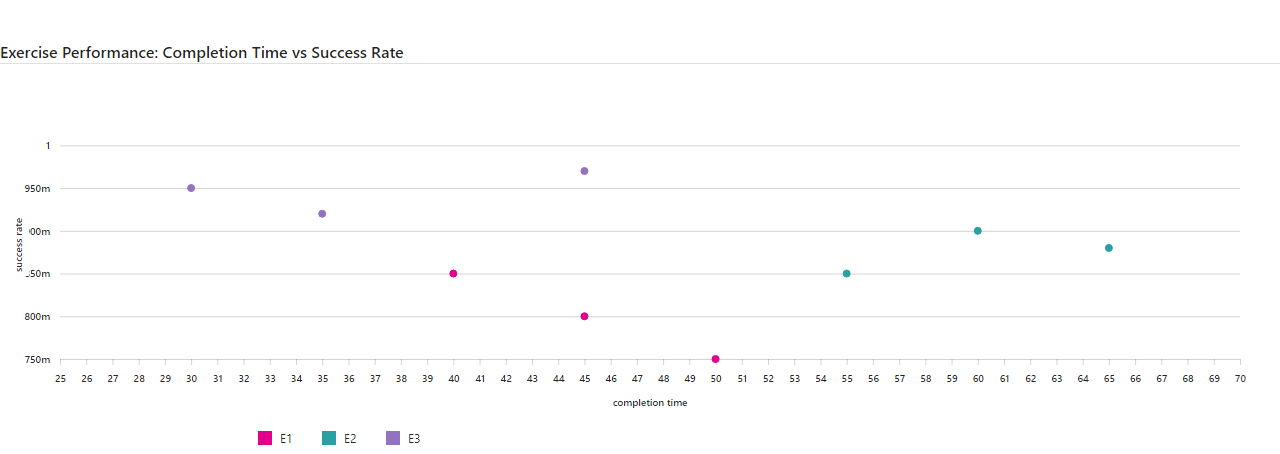 Exercise Performance: Completion Time vs Success Rate
1
950m
00m
50m
800m
750m
success rate
25 26 27 28 29 30 31 32 33 34 35 36 37 38 39 40 41 42 43 44 45 46 47 48 49 50 51 52 53 54 55 56 57 58 59 60 61 62 63 64 65 66 67 68 69 70
completion time
E1 E2 E3